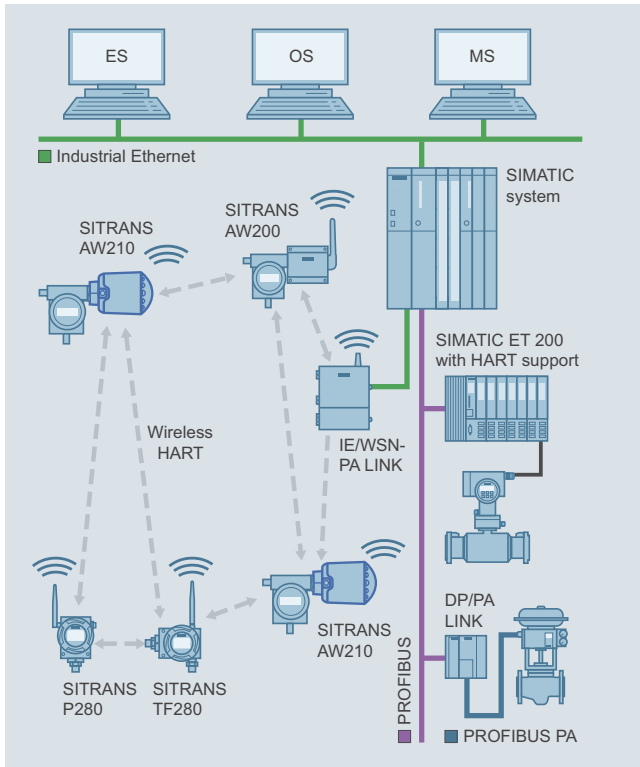 ES
OS
MS
Industrial Ethernet
SIMATIC
system
SITRANS
AW200
SITRANS
AW210
SIMATIC ET 200
with HART support
Wireless
HART
IE/WSN-
PA LINK
SITRANS
AW210
DP/PA
LINK
SITRANS
P280
SITRANS
TF280
PROFIBUS
PROFIBUS PA